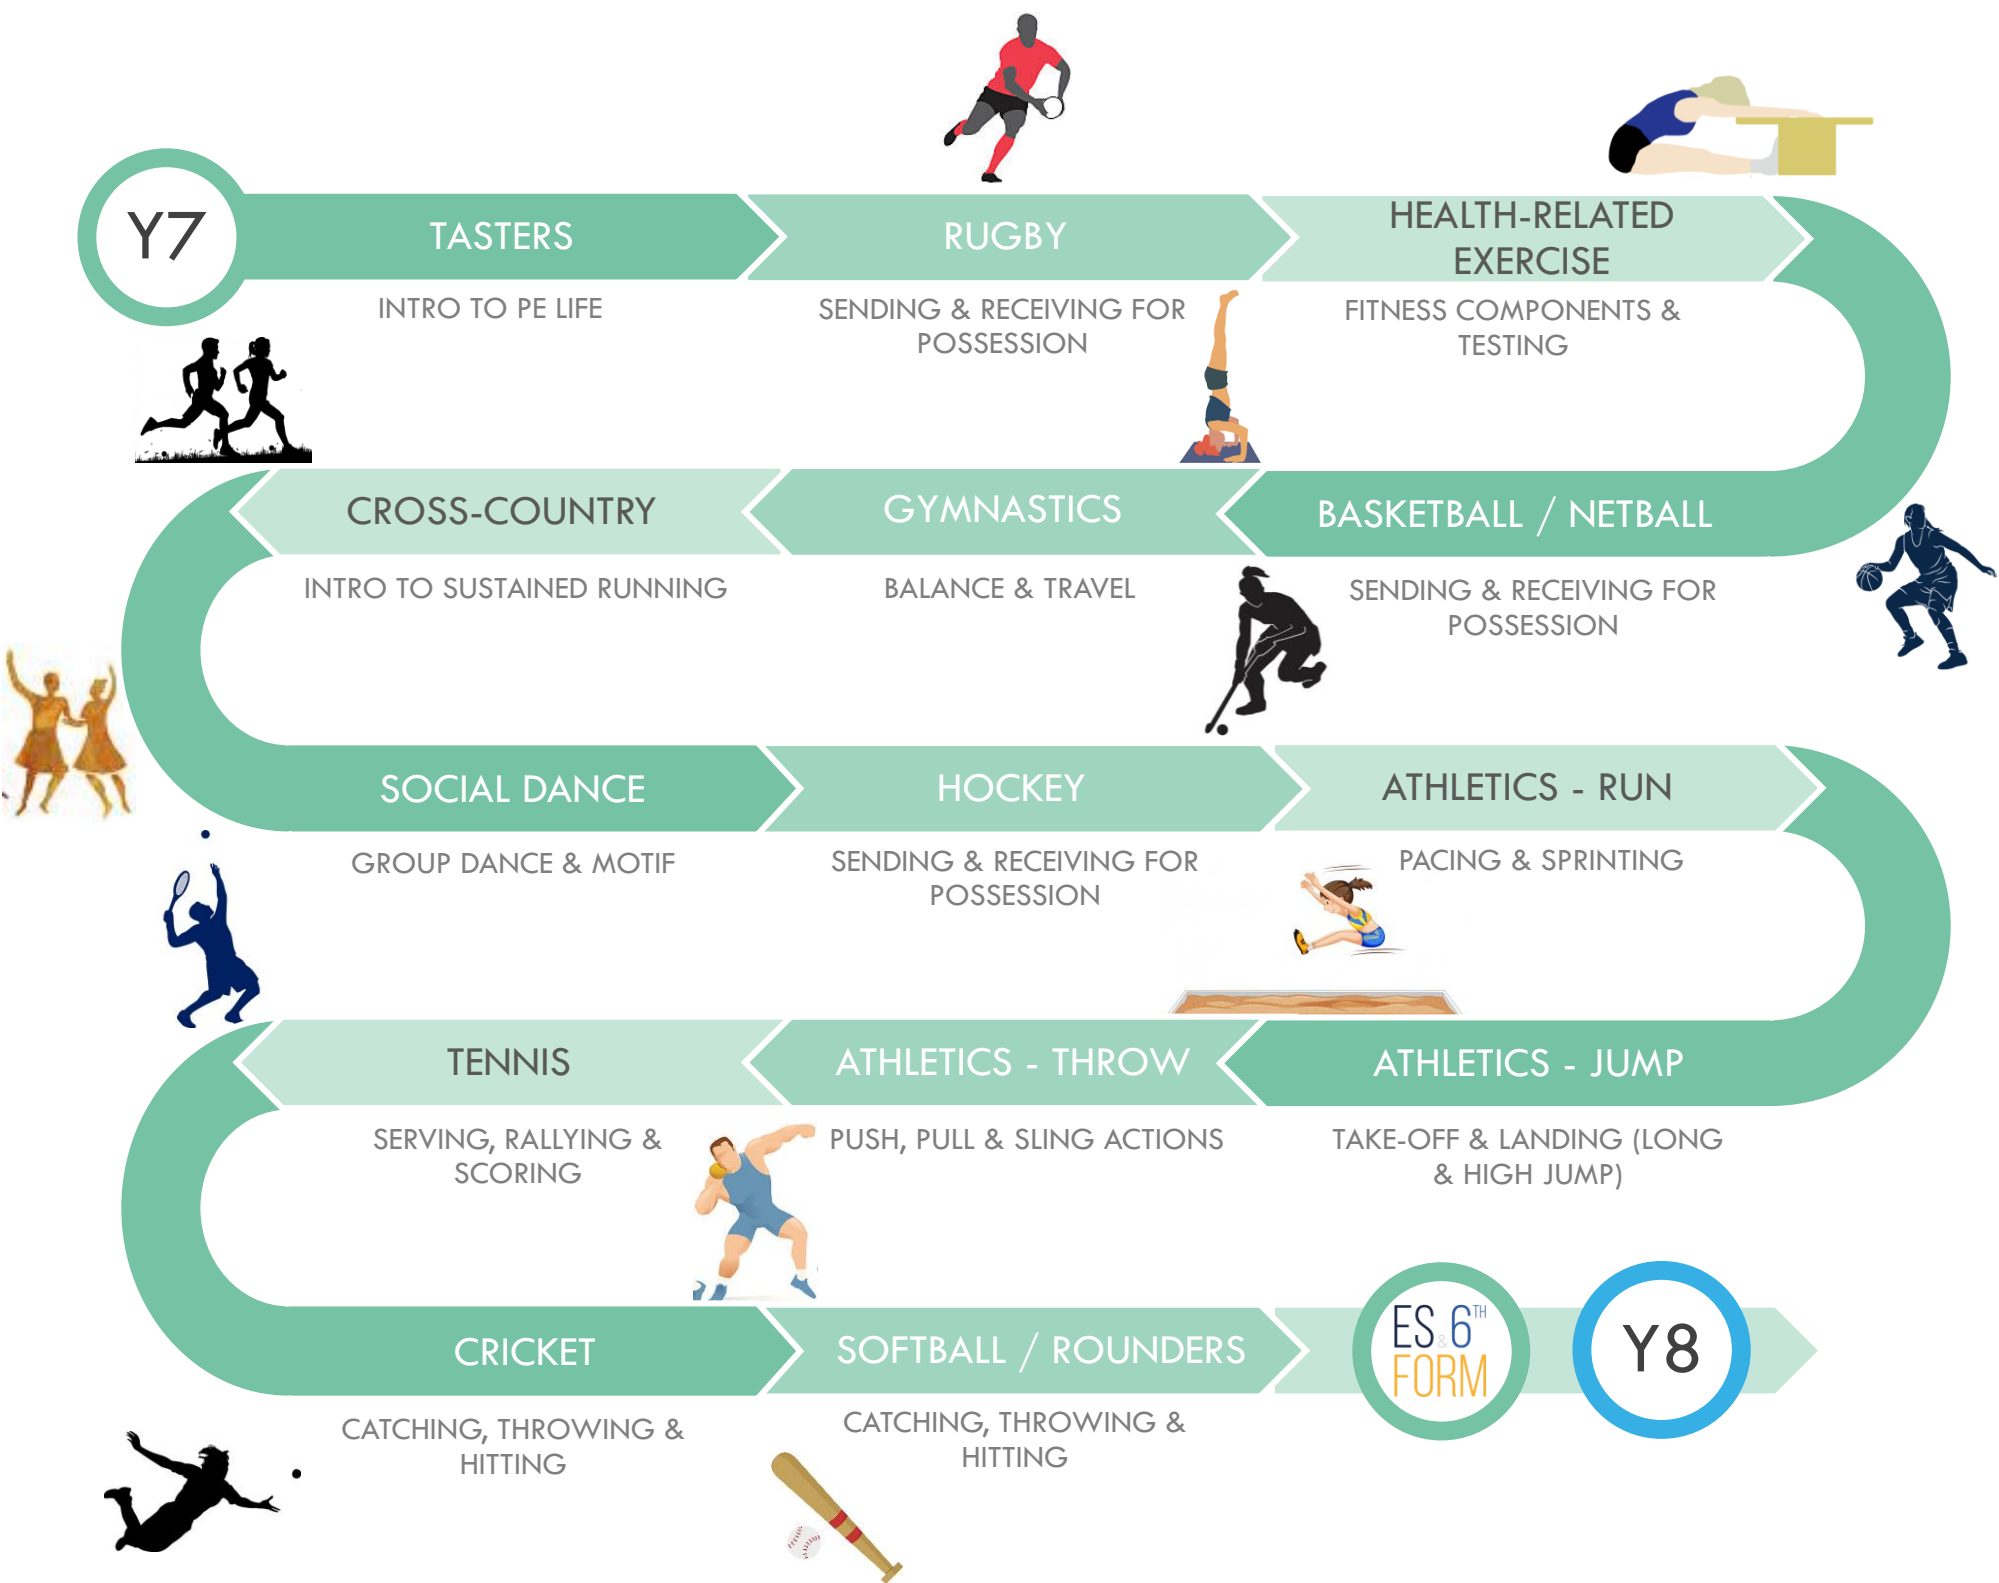 Y7
TASTERS
INTRO TO PE LIFE
RUGBY
SENDING & RECEIVING FOR
POSSESSION
HEALTH-RELATED
EXERCISE
FITNESS COMPONENTS &
TESTING
BASKETBALL / NETBALL
SENDING & RECEIVING FOR
POSSESSION
GYMNASTICS
BALANCE & TRAVEL
CROSS-COUNTRY
INTRO TO SUSTAINED RUNNING
SOCIAL DANCE
GROUP DANCE & MOTIF
HOCKEY
SENDING & RECEIVING FOR
POSSESSION
ATHLETICS - RUN
PACING & SPRINTING
ATHLETICS - JUMP
TAKE-OFF & LANDING (LONG
& HIGH JUMP)
ATHLETICS - THROW
PUSH, PULL & SLING ACTIONS
TENNIS
SERVING, RALLYING &
SCORING
CRICKET
CATCHING, THROWING &
HITTING
SOFTBALL / ROUNDERS
CATCHING, THROWING &
HITTING
ES & 6TH
FORM
Y8